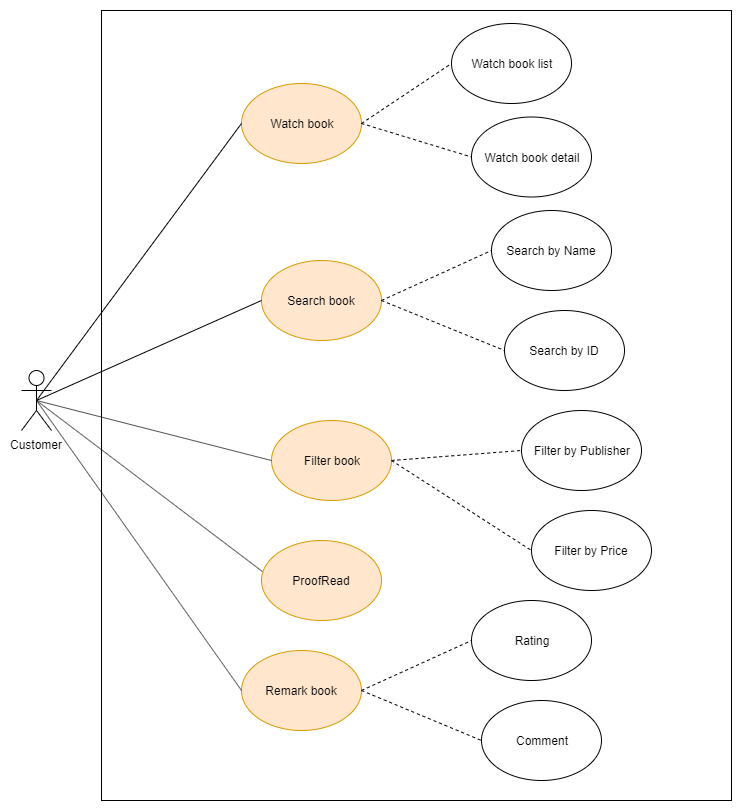 Watch book list
Watch book
Watch book detail
Search by Name
Search book
Search by ID
Customer
Filter by Publisher
Filter book
Filter by Price
ProofRead
Rating
Remark book
Comment